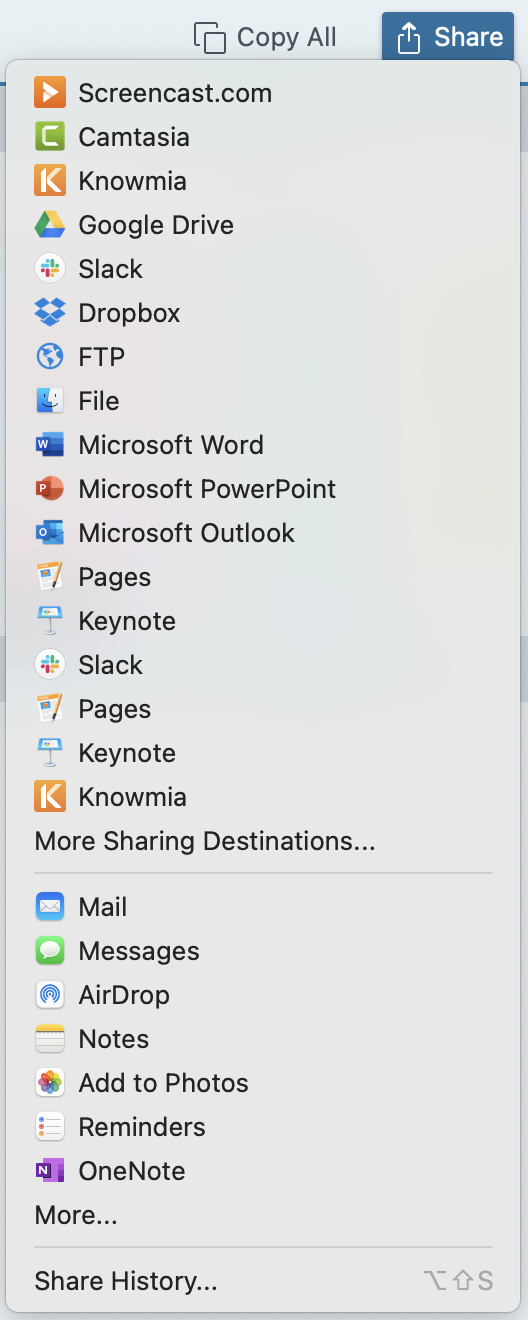 Copy All Share
Screencast.com
Camtasia
Knowmia
Google Drive
Slack
Dropbox
FTP
File
Microsoft Word
Microsoft PowerPoint
Microsoft Outlook
Pages
Keynote
Slack
Pages
Keynote
Knowmia
More Sharing Destinations...
Mail
Messages
AirDrop
Notes
Add to Photos
Reminders
OneNote
More...
Share History... ⌥⇧S